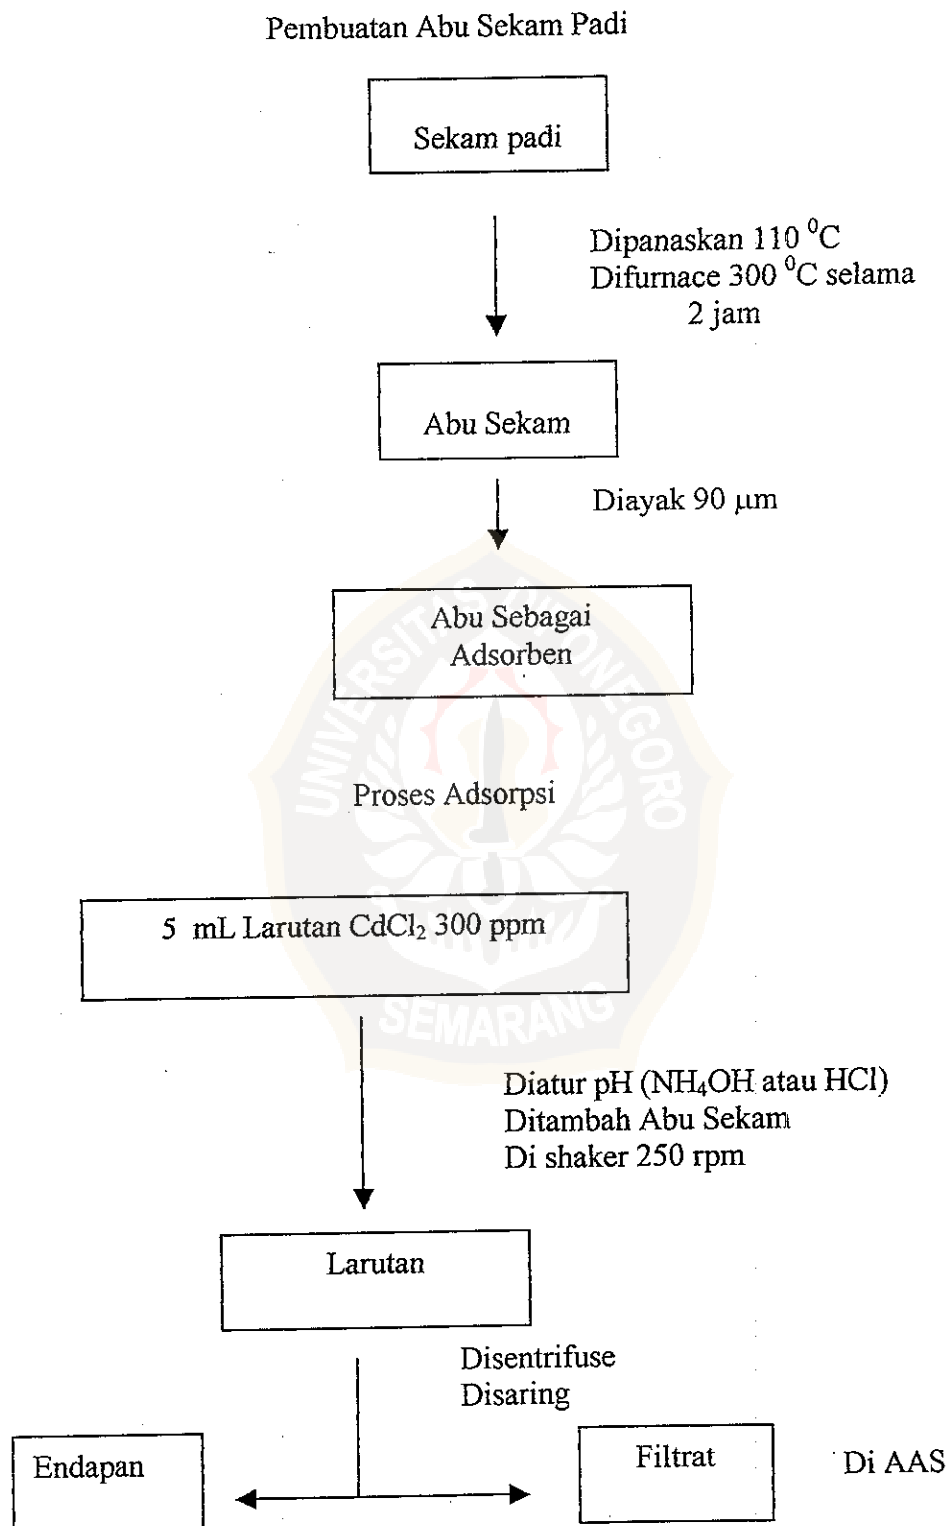 Pembuatan Abu Sekam Padi
Sekam padi
Dipanaskan 110 ⁰C
Difurnace 300 ⁰C selama
2 jam
Abu Sekam
Diayak 90 μm
Abu Sebagai
Adsorben
UNIVERSITAS DIPONEGORO
Proses Adsorpsi
5 mL Larutan CdCl₂ 300 ppm
SEMARANG
Diatur pH (NH₄OH atau HCl)
Ditambah Abu Sekam
Di shaker 250 rpm
Larutan
Disentrifuse
Disaring
Endapan
Filtrat
Di AAS